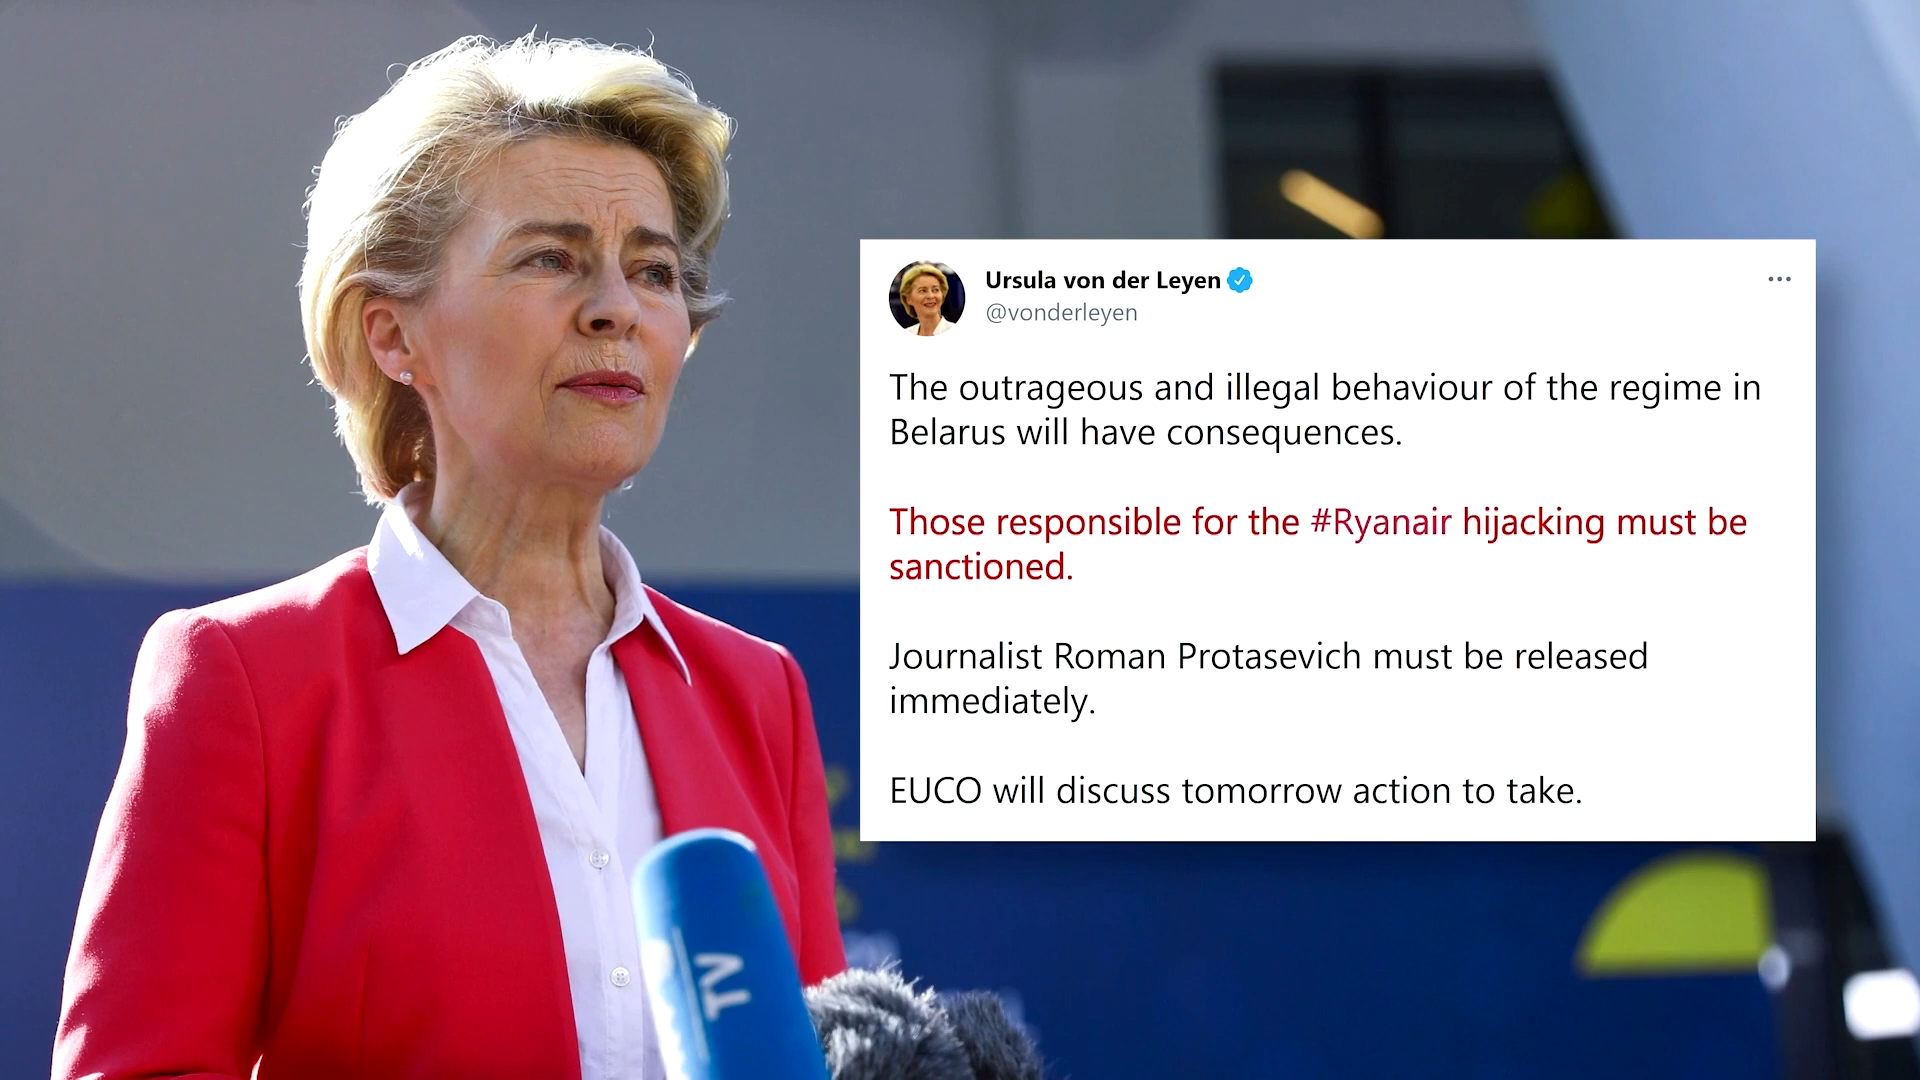 Ursula von der Leyen
@vonderleyen
The outrageous and illegal behaviour of the regime in
Belarus will have consequences.
Those responsible for the #Ryanair hijacking must be
sanctioned.
Journalist Roman Protasevich must be released
immediately.
EUCO will discuss tomorrow action to take.
TV